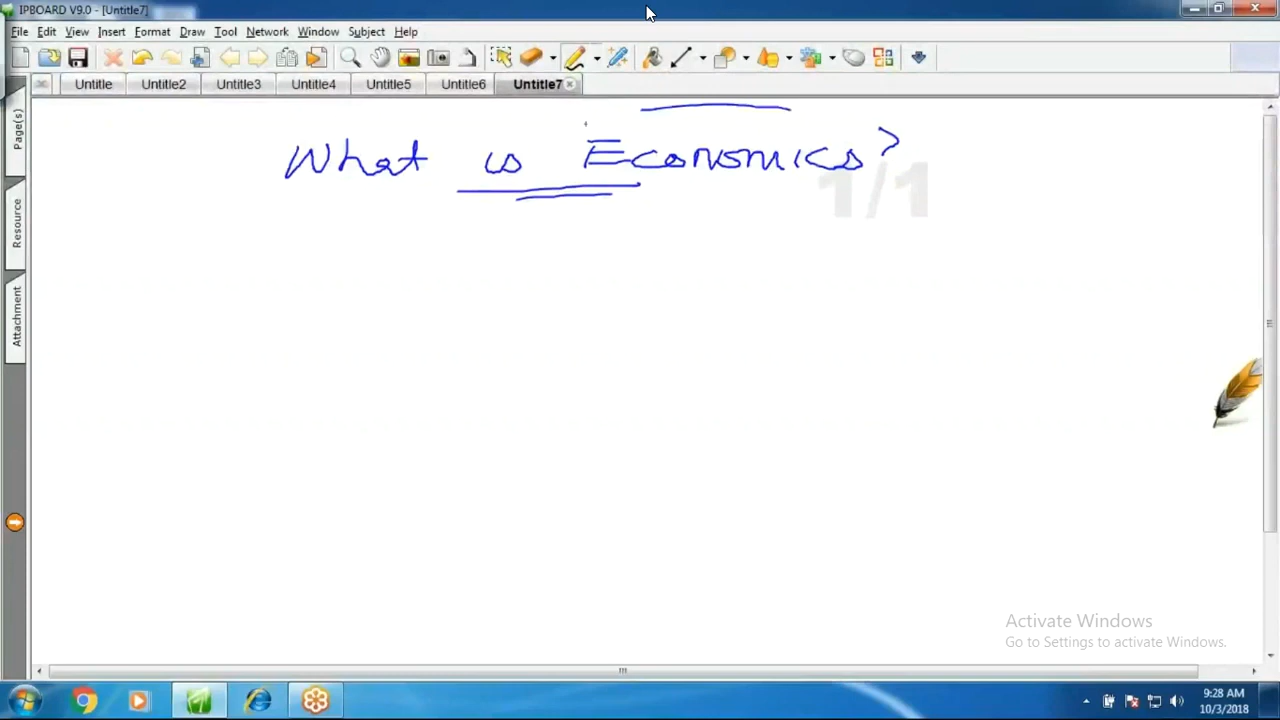 IPBOARD V9.0 - [Untitle7]
File Edit View Insert Format Draw Tool Network Window Subject Help
Untitle Untitle2 Untitle3 Untitle4 Untitle5 Untitle6 Untitle7
Page(s)
Resource
Attachment
What is Economics?
1/1
Activate Windows
Go to Settings to activate Windows.
9:28 AM
10/3/2018